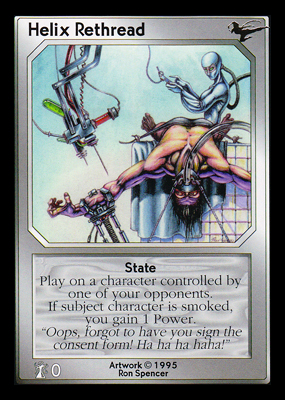 Helix Rethread
State
Play on a character controlled by
one of your opponents.
If subject character is smoked,
you gain 1 Power.
“Oops, forgot to have you sign the
consent form! Ha ha ha haha!”
0
Artwork © 1995
Ron Spencer